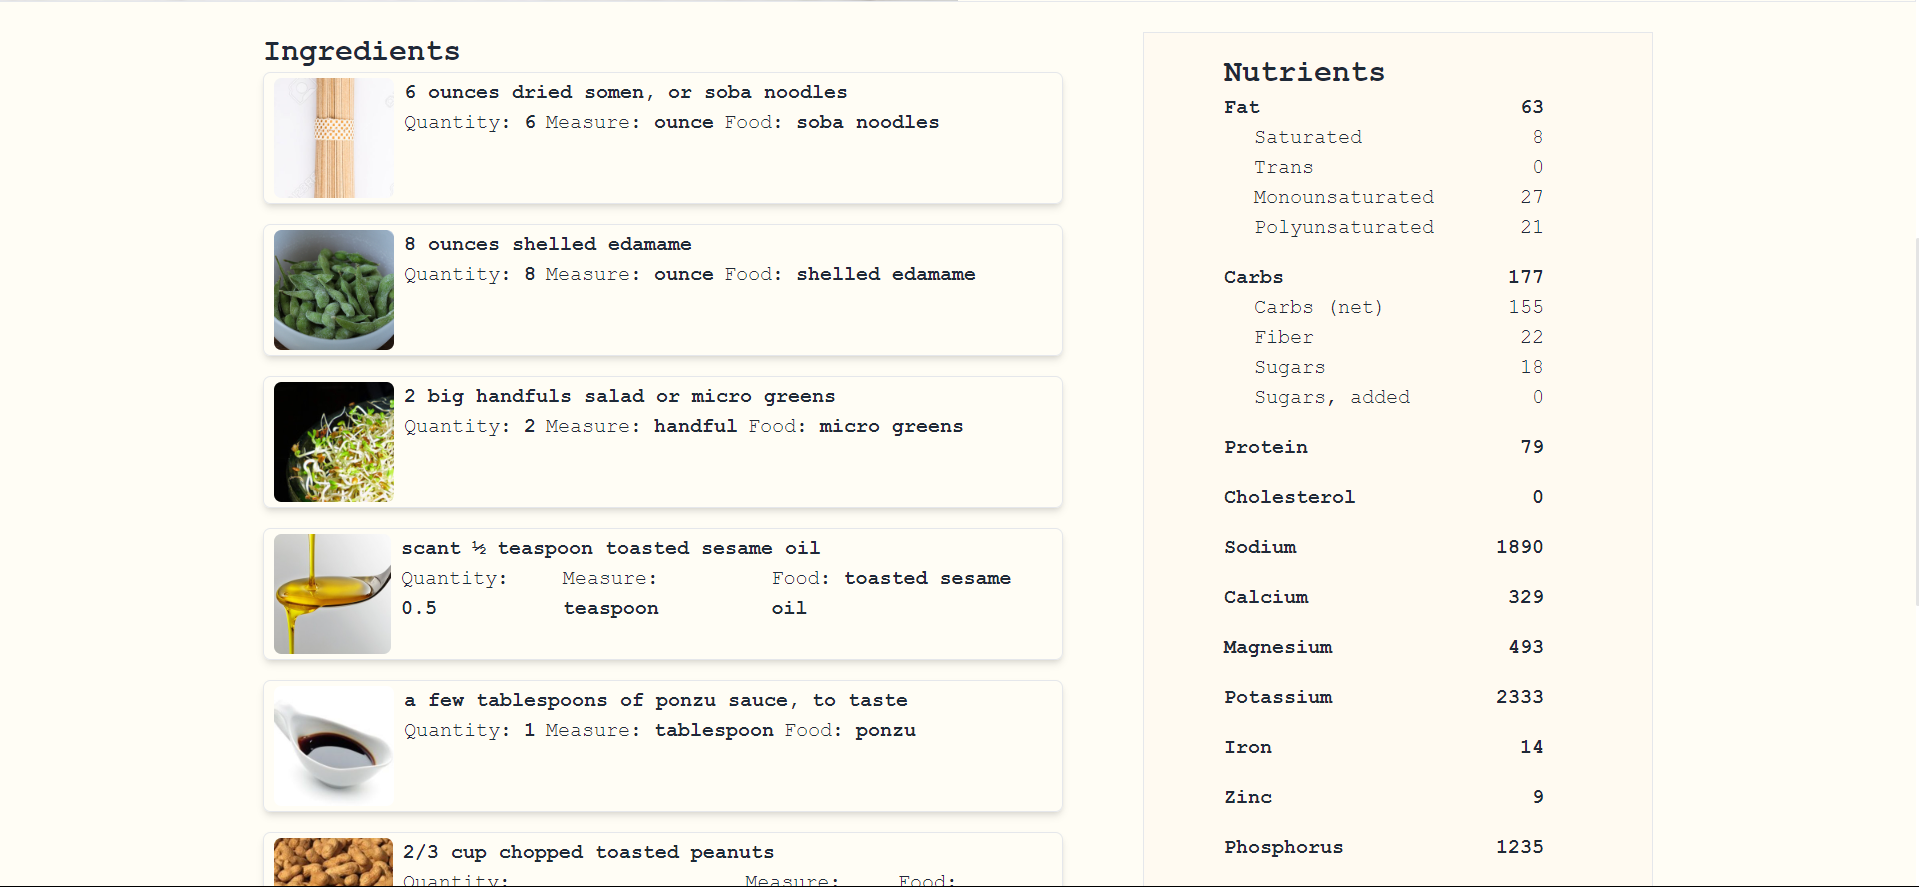 Ingredients
6 ounces dried somen, or soba noodles
Quantity: 6 Measure: ounce Food: soba noodles
8 ounces shelled edamame
Quantity: 8 Measure: ounce Food: shelled edamame
2 big handfuls salad or micro greens
Quantity: 2 Measure: handful Food: micro greens
scant ½ teaspoon toasted sesame oil
Quantity: 0.5
Measure: teaspoon
Food: toasted sesame oil
a few tablespoons of ponzu sauce, to taste
Quantity: 1 Measure: tablespoon Food: ponzu
2/3 cup chopped toasted peanuts
Quantity: Measure: Food:
Nutrients
Fat 63
Saturated 8
Trans 0
Monounsaturated 27
Polyunsaturated 21
Carbs 177
Carbs (net) 155
Fiber 22
Sugars 18
Sugars, added 0
Protein 79
Cholesterol 0
Sodium 1890
Calcium 329
Magnesium 493
Potassium 2333
Iron 14
Zinc 9
Phosphorus 1235